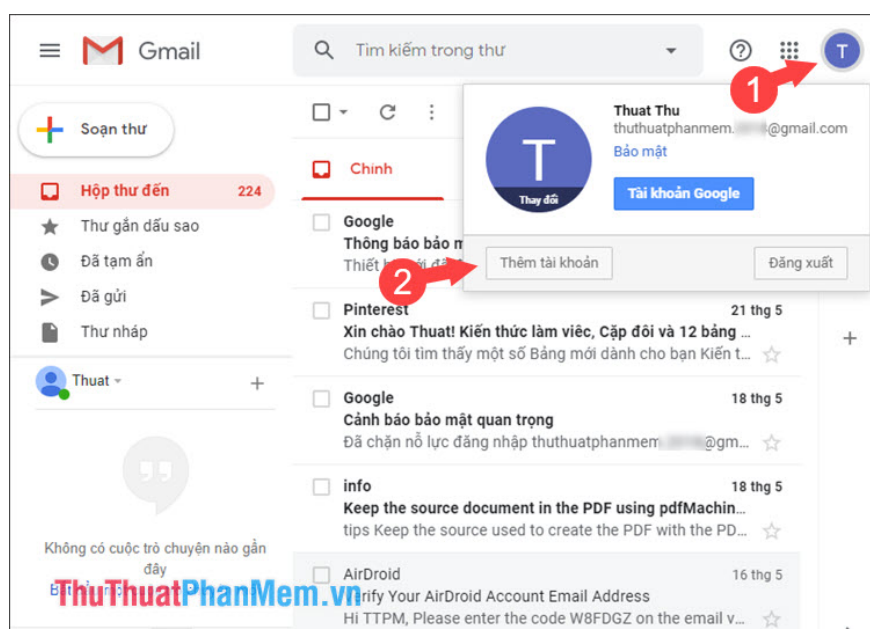 Gmail
Tìm kiếm trong thư
T
1
Soạn thư
Thuat Thu
thuthuatphanmem. @gmail.com
Bảo mật
T
Thay đổi
Tài khoản Google
Chính
Hộp thư đến 224
Thư gắn dấu sao
Đã tạm ẩn
Đã gửi
Thư nháp
Google
Thông báo bảo
Thiết
2
Thêm tài khoản
Đăng xuất
Pinterest 21 thg 5
Xin chào Thuat! Kiến thức làm việc, Cặp đôi và 12 bảng ...
Chúng tôi tìm thấy một số Bảng mới dành cho bạn Kiến t...
Thuat
Google 18 thg 5
Cảnh báo bảo mật quan trọng
Đã chặn nỗ lực đăng nhập thuthuatphanmem @gm...
info 18 thg 5
Keep the source document in the PDF using pdfMachin...
tips Keep the source used to create the PDF with the PD...
Không có cuộc trò chuyện nào gần
đây
ThuThuatPhanMem.vn
AirDroid 16 thg 5
Verify Your AirDroid Account Email Address
Hi TTPM, Please enter the code W8FDGZ on the email v...